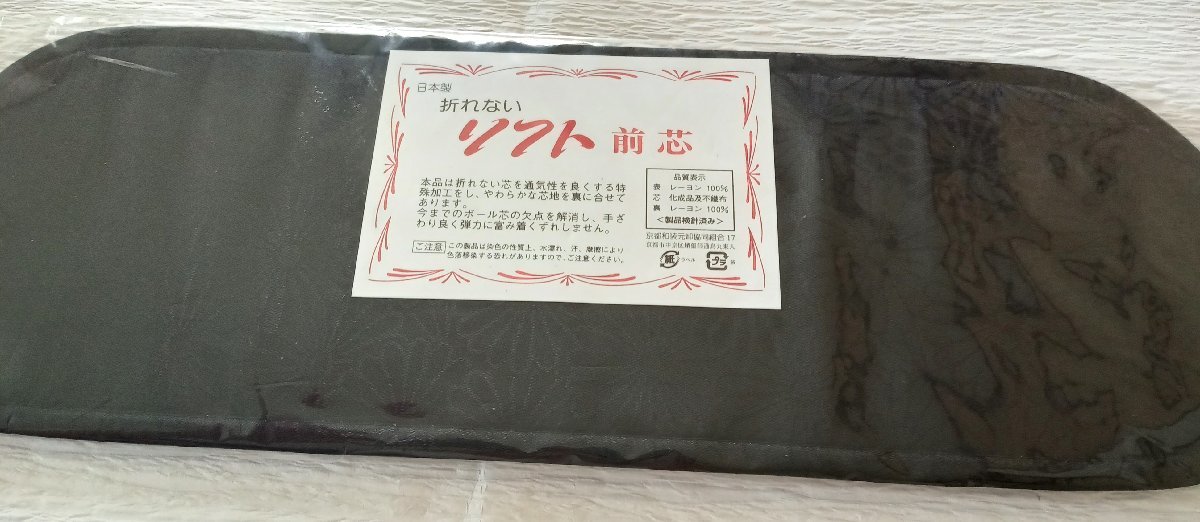 日本製
折れない
ソフト前芯
本品は折れない芯を通気性を良くする特
殊加工をし、やわらかな芯地を裏に合せて
あります。
今までのボール芯の欠点を解消し、手ざ
わり良く弾力に富み着くずれしません。
ご注意 この製品は染色の性質上、水濡れ、汗、摩擦により
色落移染する恐れがありますので、ご注意ください。
品質表示
表 レーヨン 100%
芯 化成品及不織布
裏 レーヨン 100%
<製品検針済み>
京都和装元卸協同組合 17
紙 ラベル
プラ 袋